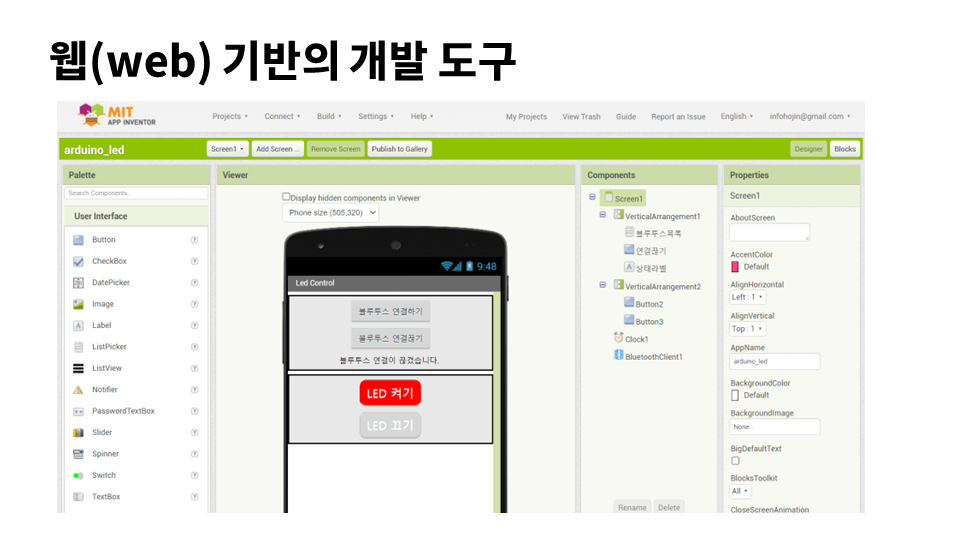 웹(web) 기반의 개발 도구
MIT
APP INVENTOR
Projects
Connect
Build
Settings
Help
My Projects
View Trash
Guide
Report an Issue
English
infohojin@gmail.com
arduino_led
Screen1
Add Screen ...
Remove Screen
Publish to Gallery
Designer
Blocks
Palette
Search Components...
User Interface
Button
CheckBox
DatePicker
Image
Label
ListPicker
ListView
Notifier
PasswordTextBox
Slider
Spinner
Switch
TextBox
Viewer
Display hidden components in Viewer
Phone size (505,320)
9:48
Led Control
블루투스 연결하기
블루투스 연결끊기
블루투스 연결이 끊겼습니다.
LED 켜기
LED 끄기
Components
Screen1
VerticalArrangement1
블루투스목록
연결끊기
상태라벨
VerticalArrangement2
Button2
Button3
Clock1
BluetoothClient1
Rename
Delete
Properties
Screen1
AboutScreen
AccentColor
Default
AlignHorizontal
Left : 1
AlignVertical
Top : 1
AppName
arduino_led
BackgroundColor
Default
BackgroundImage
None...
BigDefaultText
BlocksToolkit
All
CloseScreenAnimation